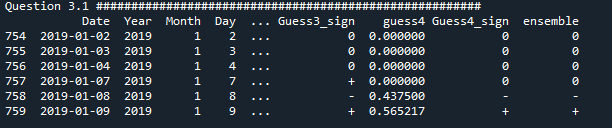 Question 3.1 #######################################################
Date Year Month Day ... Guess3_sign guess4 Guess4_sign ensemble
754 2019-01-02 2019 1 2 ... 0 0.000000 0 0
755 2019-01-03 2019 1 3 ... 0 0.000000 0 0
756 2019-01-04 2019 1 4 ... 0 0.000000 0 0
757 2019-01-07 2019 1 7 ... + 0.000000 0 0
758 2019-01-08 2019 1 8 ... - 0.437500 - -
759 2019-01-09 2019 1 9 ... + 0.565217 + +